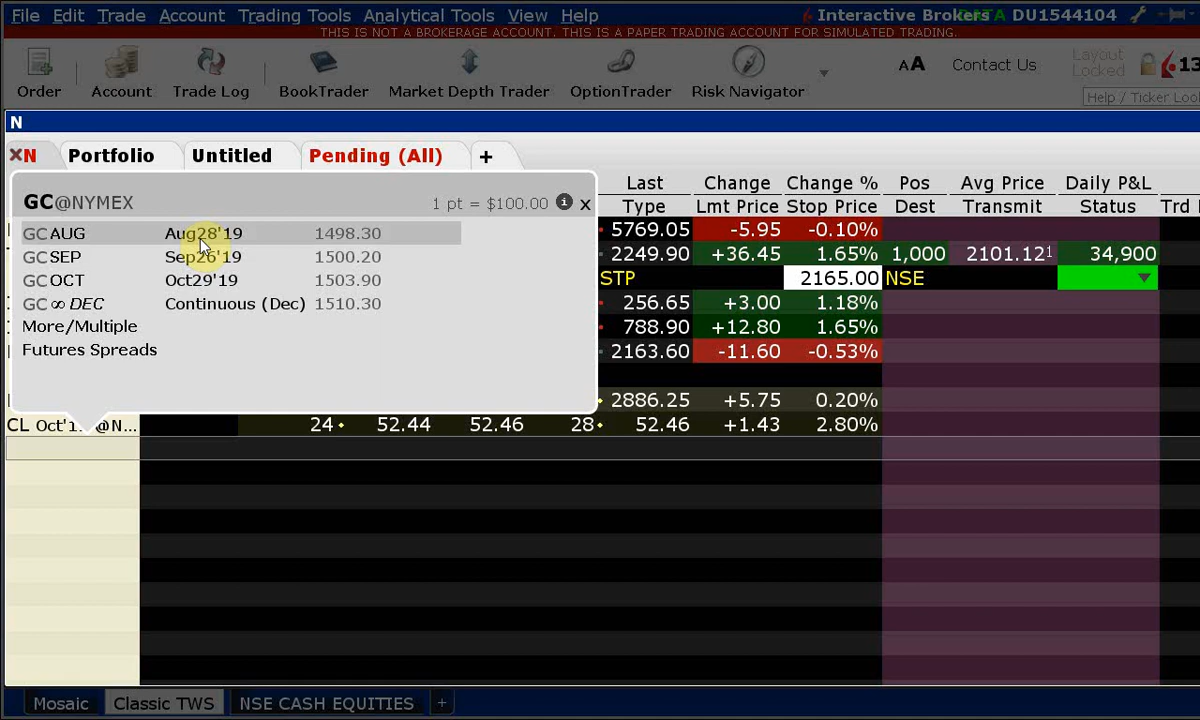 File Edit Trade Account Trading Tools Analytical Tools View Help
Interactive Brokers DATA DU1544104
THIS IS NOT A BROKERAGE ACCOUNT. THIS IS A PAPER TRADING ACCOUNT FOR SIMULATED TRADING.
Order Account Trade Log BookTrader Market Depth Trader OptionTrader Risk Navigator AA Contact Us Layout Locked 13
Help / Ticker Loo
N
N Portfolio Untitled Pending (All) +
Last Change Change % Pos Avg Price Daily P&L
Type Lmt Price Stop Price Dest Transmit Status Trd
GC@NYMEX 1 pt = $100.00 i x
GC AUG Aug28'19 1498.30
GC SEP Sep26'19 1500.20
GC OCT Oct29'19 1503.90
GC ∞ DEC Continuous (Dec) 1510.30
More/Multiple
Futures Spreads
5769.05 -5.95 -0.10%
2249.90 +36.45 1.65% 1,000 2101.12¹ 34,900
STP 2165.00 NSE
256.65 +3.00 1.18%
788.90 +12.80 1.65%
2163.60 -11.60 -0.53%
2886.25 +5.75 0.20%
CL 24 52.44 52.46 28 52.46 +1.43 2.80%
Mosaic Classic TWS NSE CASH EQUITIES +